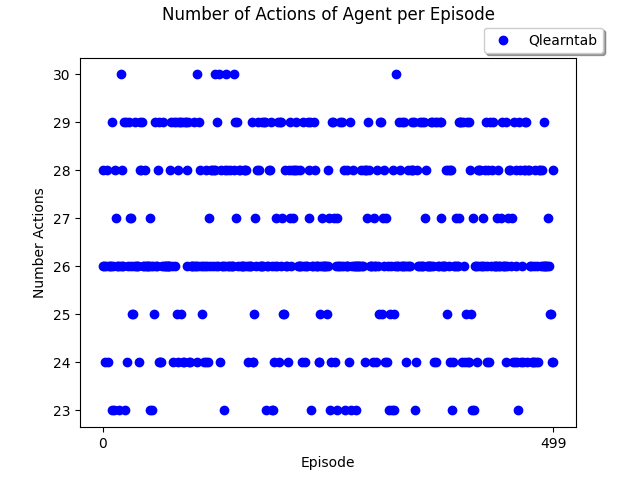 Number of Actions of Agent per Episode
Qlearntab
30
29
28
27
26
25
24
23
Number Actions
0
499
Episode